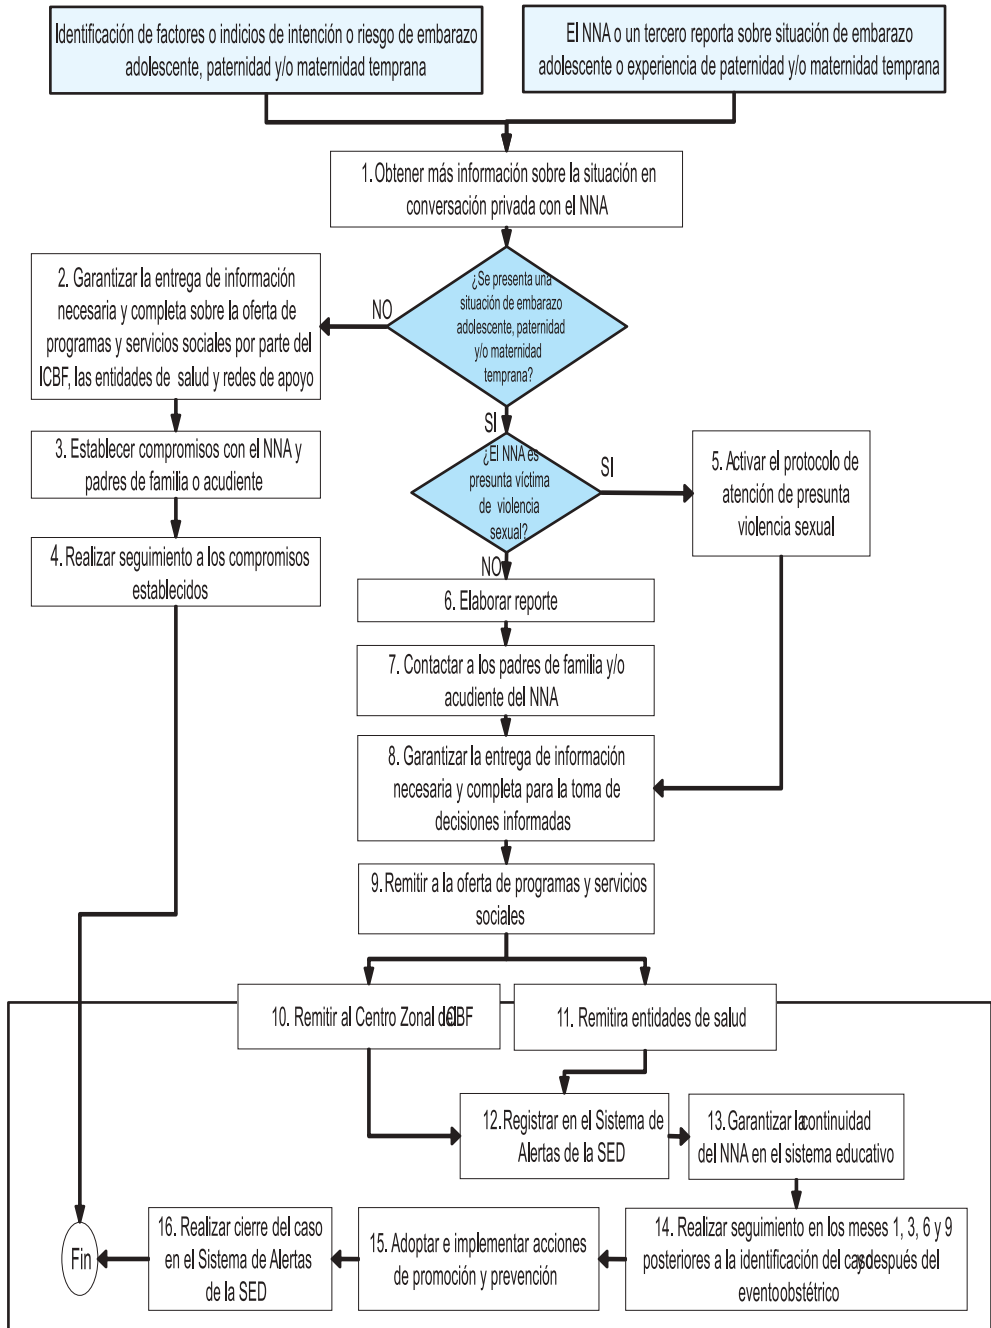 Identificación de factores o indicios de intención o riesgo de embarazo
adolescente, paternidad y/o maternidad temprana
El NNA o un tercero reporta sobre situación de embarazo
adolescente o experiencia de paternidad y/o maternidad temprana
1. Obtener más información sobre la situación en
conversación privada con el NNA
¿Se presenta una
situación de embarazo
adolescente, paternidad
y/o maternidad
temprana?
NO
2. Garantizar la entrega de información
necesaria y completa sobre la oferta de
programas y servicios sociales por parte del
ICBF, las entidades de salud y redes de apoyo
SI
3. Establecer compromisos con el NNA y
padres de familia o acudiente
¿El NNA es
presunta víctima
de violencia
sexual?
SI
5. Activar el protocolo de
atención de presunta
violencia sexual
4. Realizar seguimiento a los compromisos
establecidos
NO
6. Elaborar reporte
7. Contactar a los padres de familia y/o
acudiente del NNA
8. Garantizar la entrega de información
necesaria y completa para la toma de
decisiones informadas
9. Remitir a la oferta de programas y servicios
sociales
10. Remitir al Centro Zonal del ICBF
11. Remitir a entidades de salud
12. Registrar en el Sistema de
Alertas de la SED
13. Garantizar la continuidad
del NNA en el sistema educativo
14. Realizar seguimiento en los meses 1, 3, 6 y 9
posteriores a la identificación del caso y después del
evento obstétrico
15. Adoptar e implementar acciones
de promoción y prevención
16. Realizar cierre del caso
en el Sistema de Alertas
de la SED
Fin